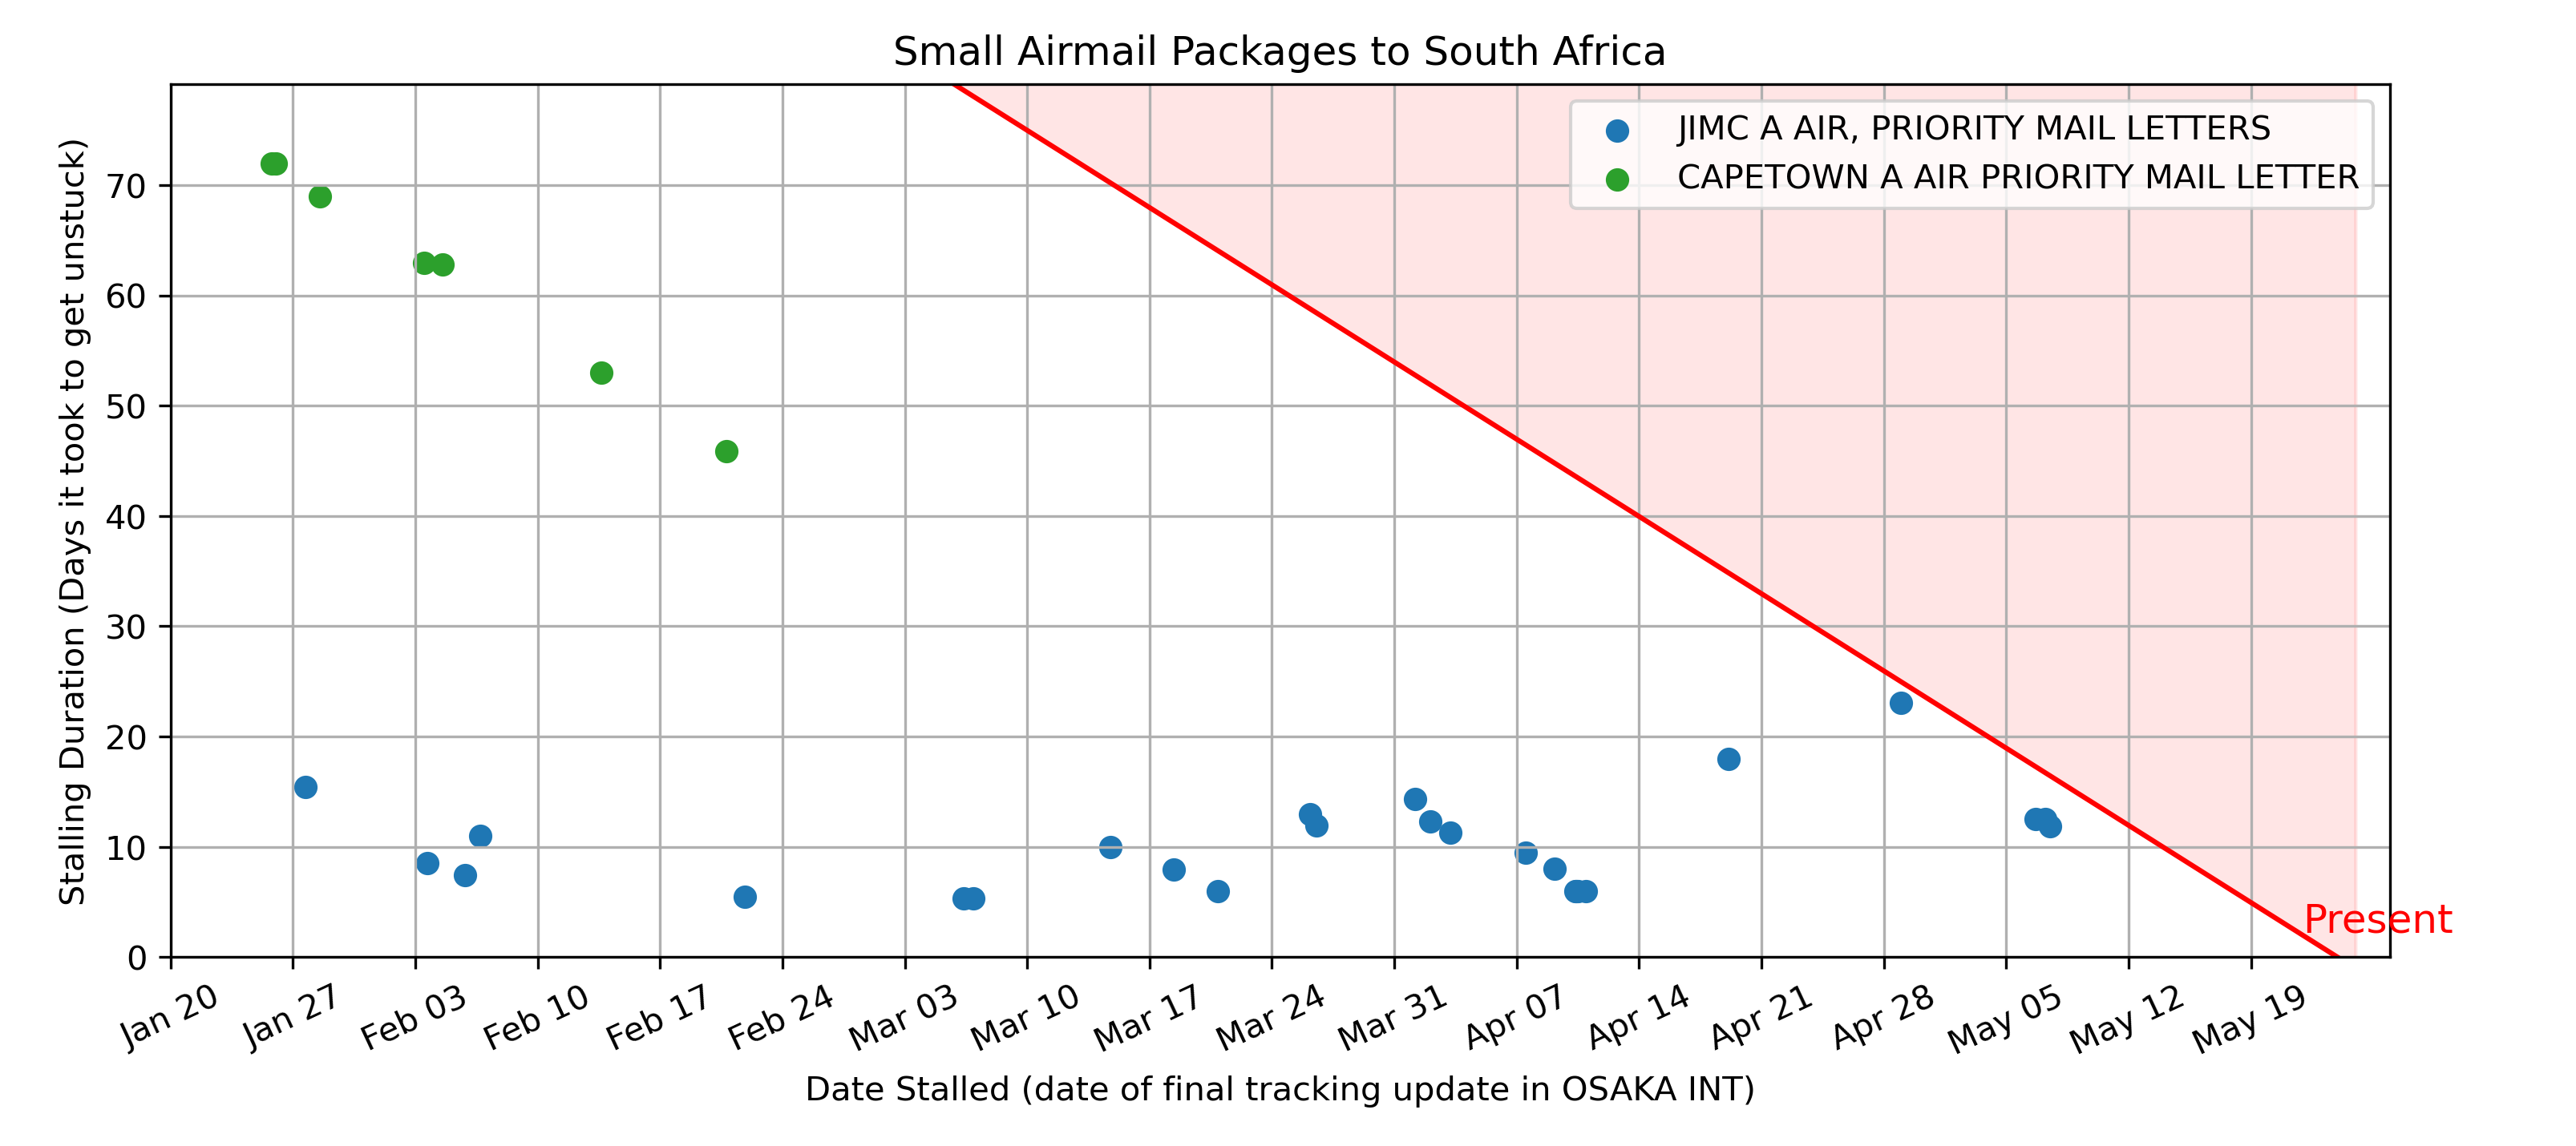 Small Airmail Packages to South Africa
JIMC A AIR, PRIORITY MAIL LETTERS
CAPETOWN A AIR PRIORITY MAIL LETTER
Stalling Duration (Days it took to get unstuck)
70
60
50
40
30
20
10
0
Present
Jan 20
Jan 27
Feb 03
Feb 10
Feb 17
Feb 24
Mar 03
Mar 10
Mar 17
Mar 24
Mar 31
Apr 07
Apr 14
Apr 21
Apr 28
May 05
May 12
May 19
Date Stalled (date of final tracking update in OSAKA INT)